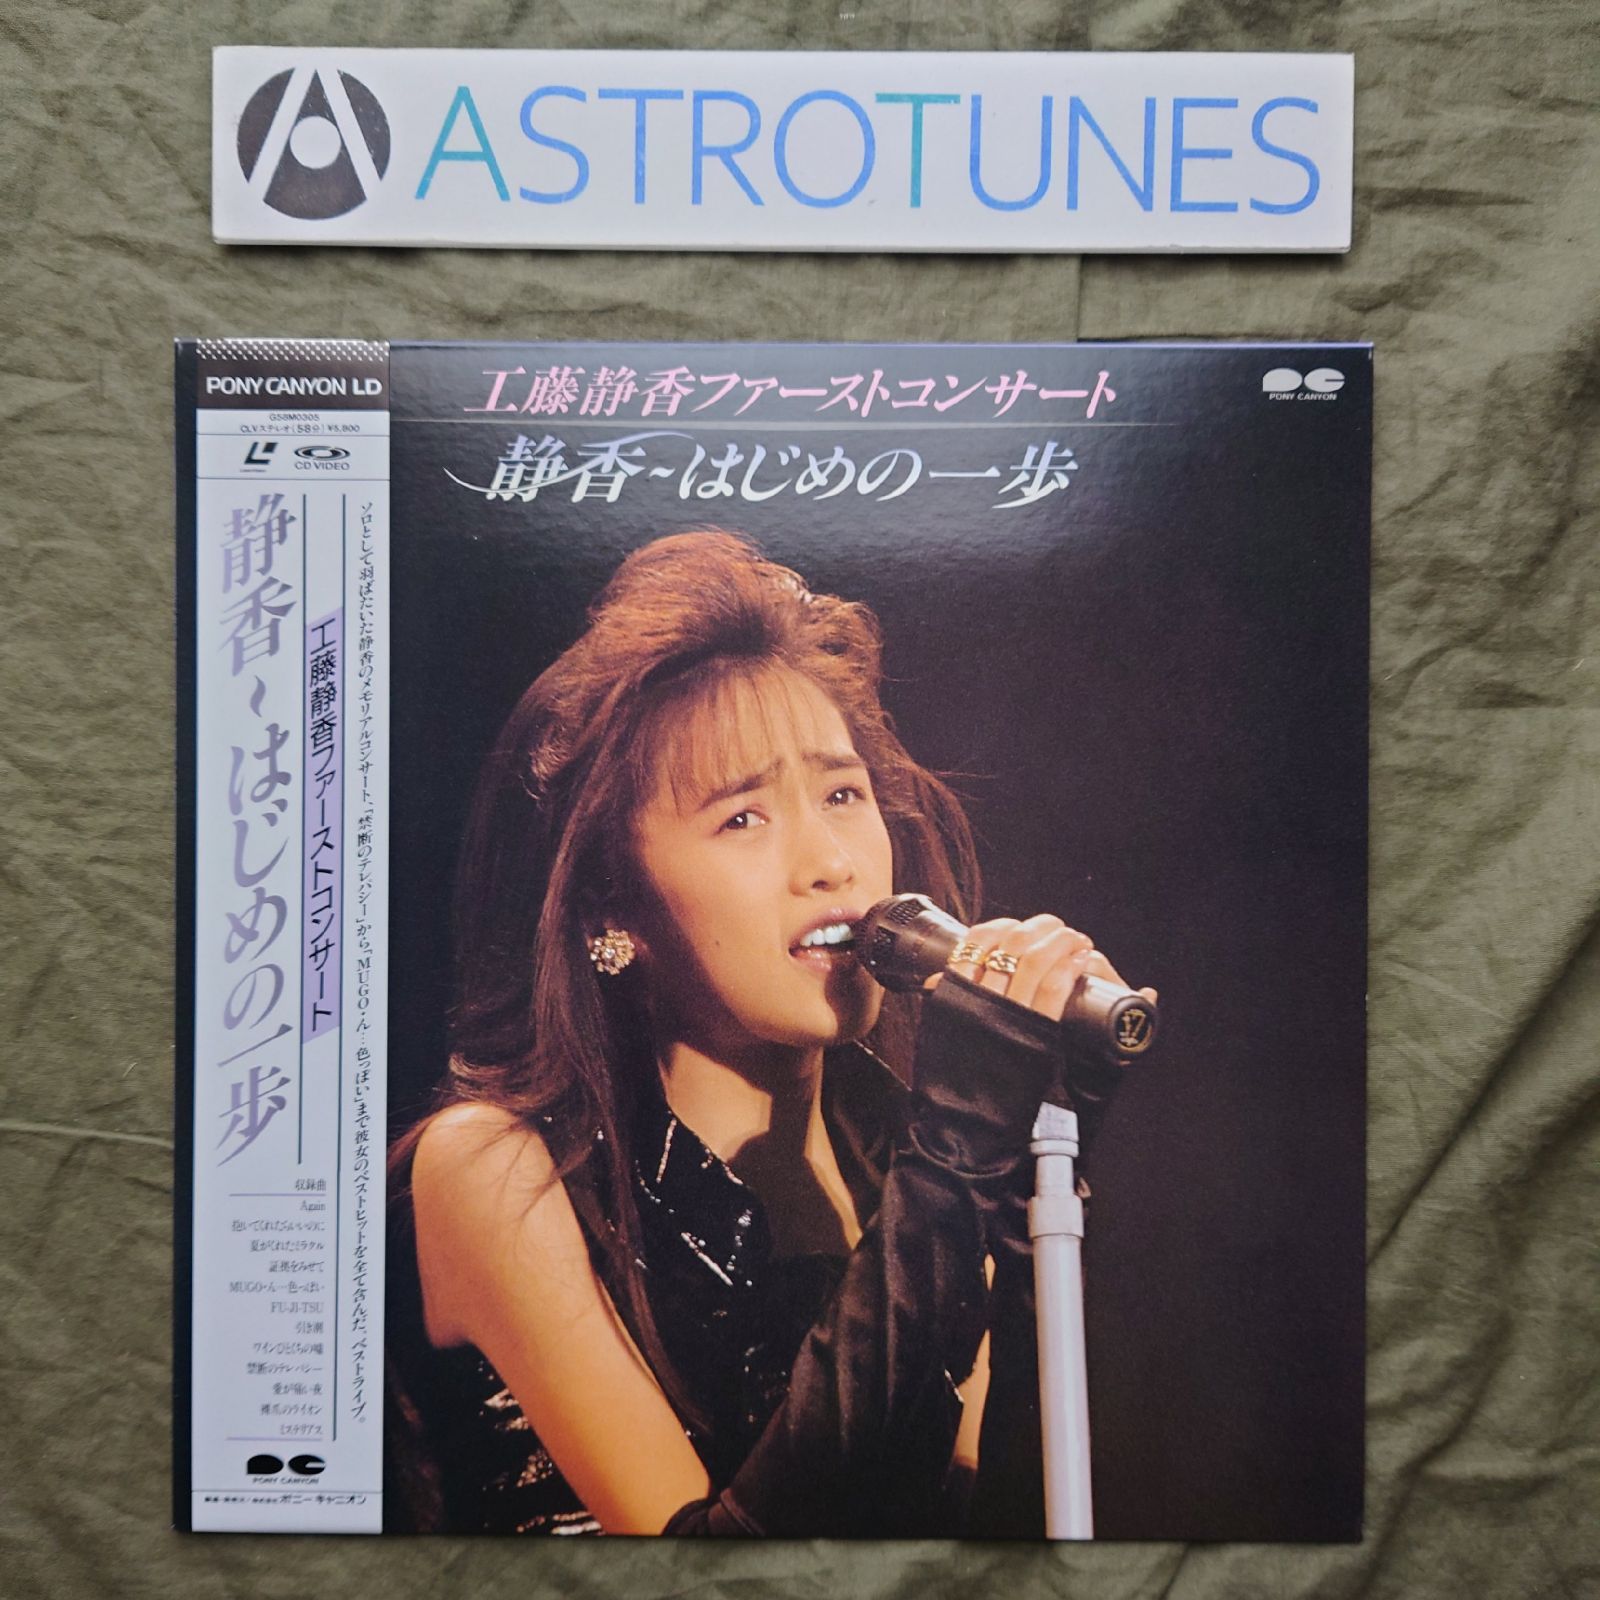 ASTROTUNES
PONY CANYON LD
G58M0305
CLVステレオ(58分)¥5,800
CD VIDEO
工藤静香ファーストコンサート
静香~はじめの一歩
PONY CANYON
ソロとして羽ばたいた静香のメモリアルコンサート、「禁断のテレパシー」から「MUGO・ん…色っぽい」まで彼女のベストヒットを全て含んだ、ベストライブ。
工藤静香ファーストコンサート
静香~はじめの一歩
収録曲
Again
抱いてくれたらいいのに
夏がくれたミラクル
証拠をみせて
MUGO・ん…色っぽい
FU-JI-TSU
引き潮
ワインひとくちの嘘
禁断のテレパシー
愛が痛い夜
裸爪のライオン
ミステリアス
PONY CANYON
ポニーキャニオン